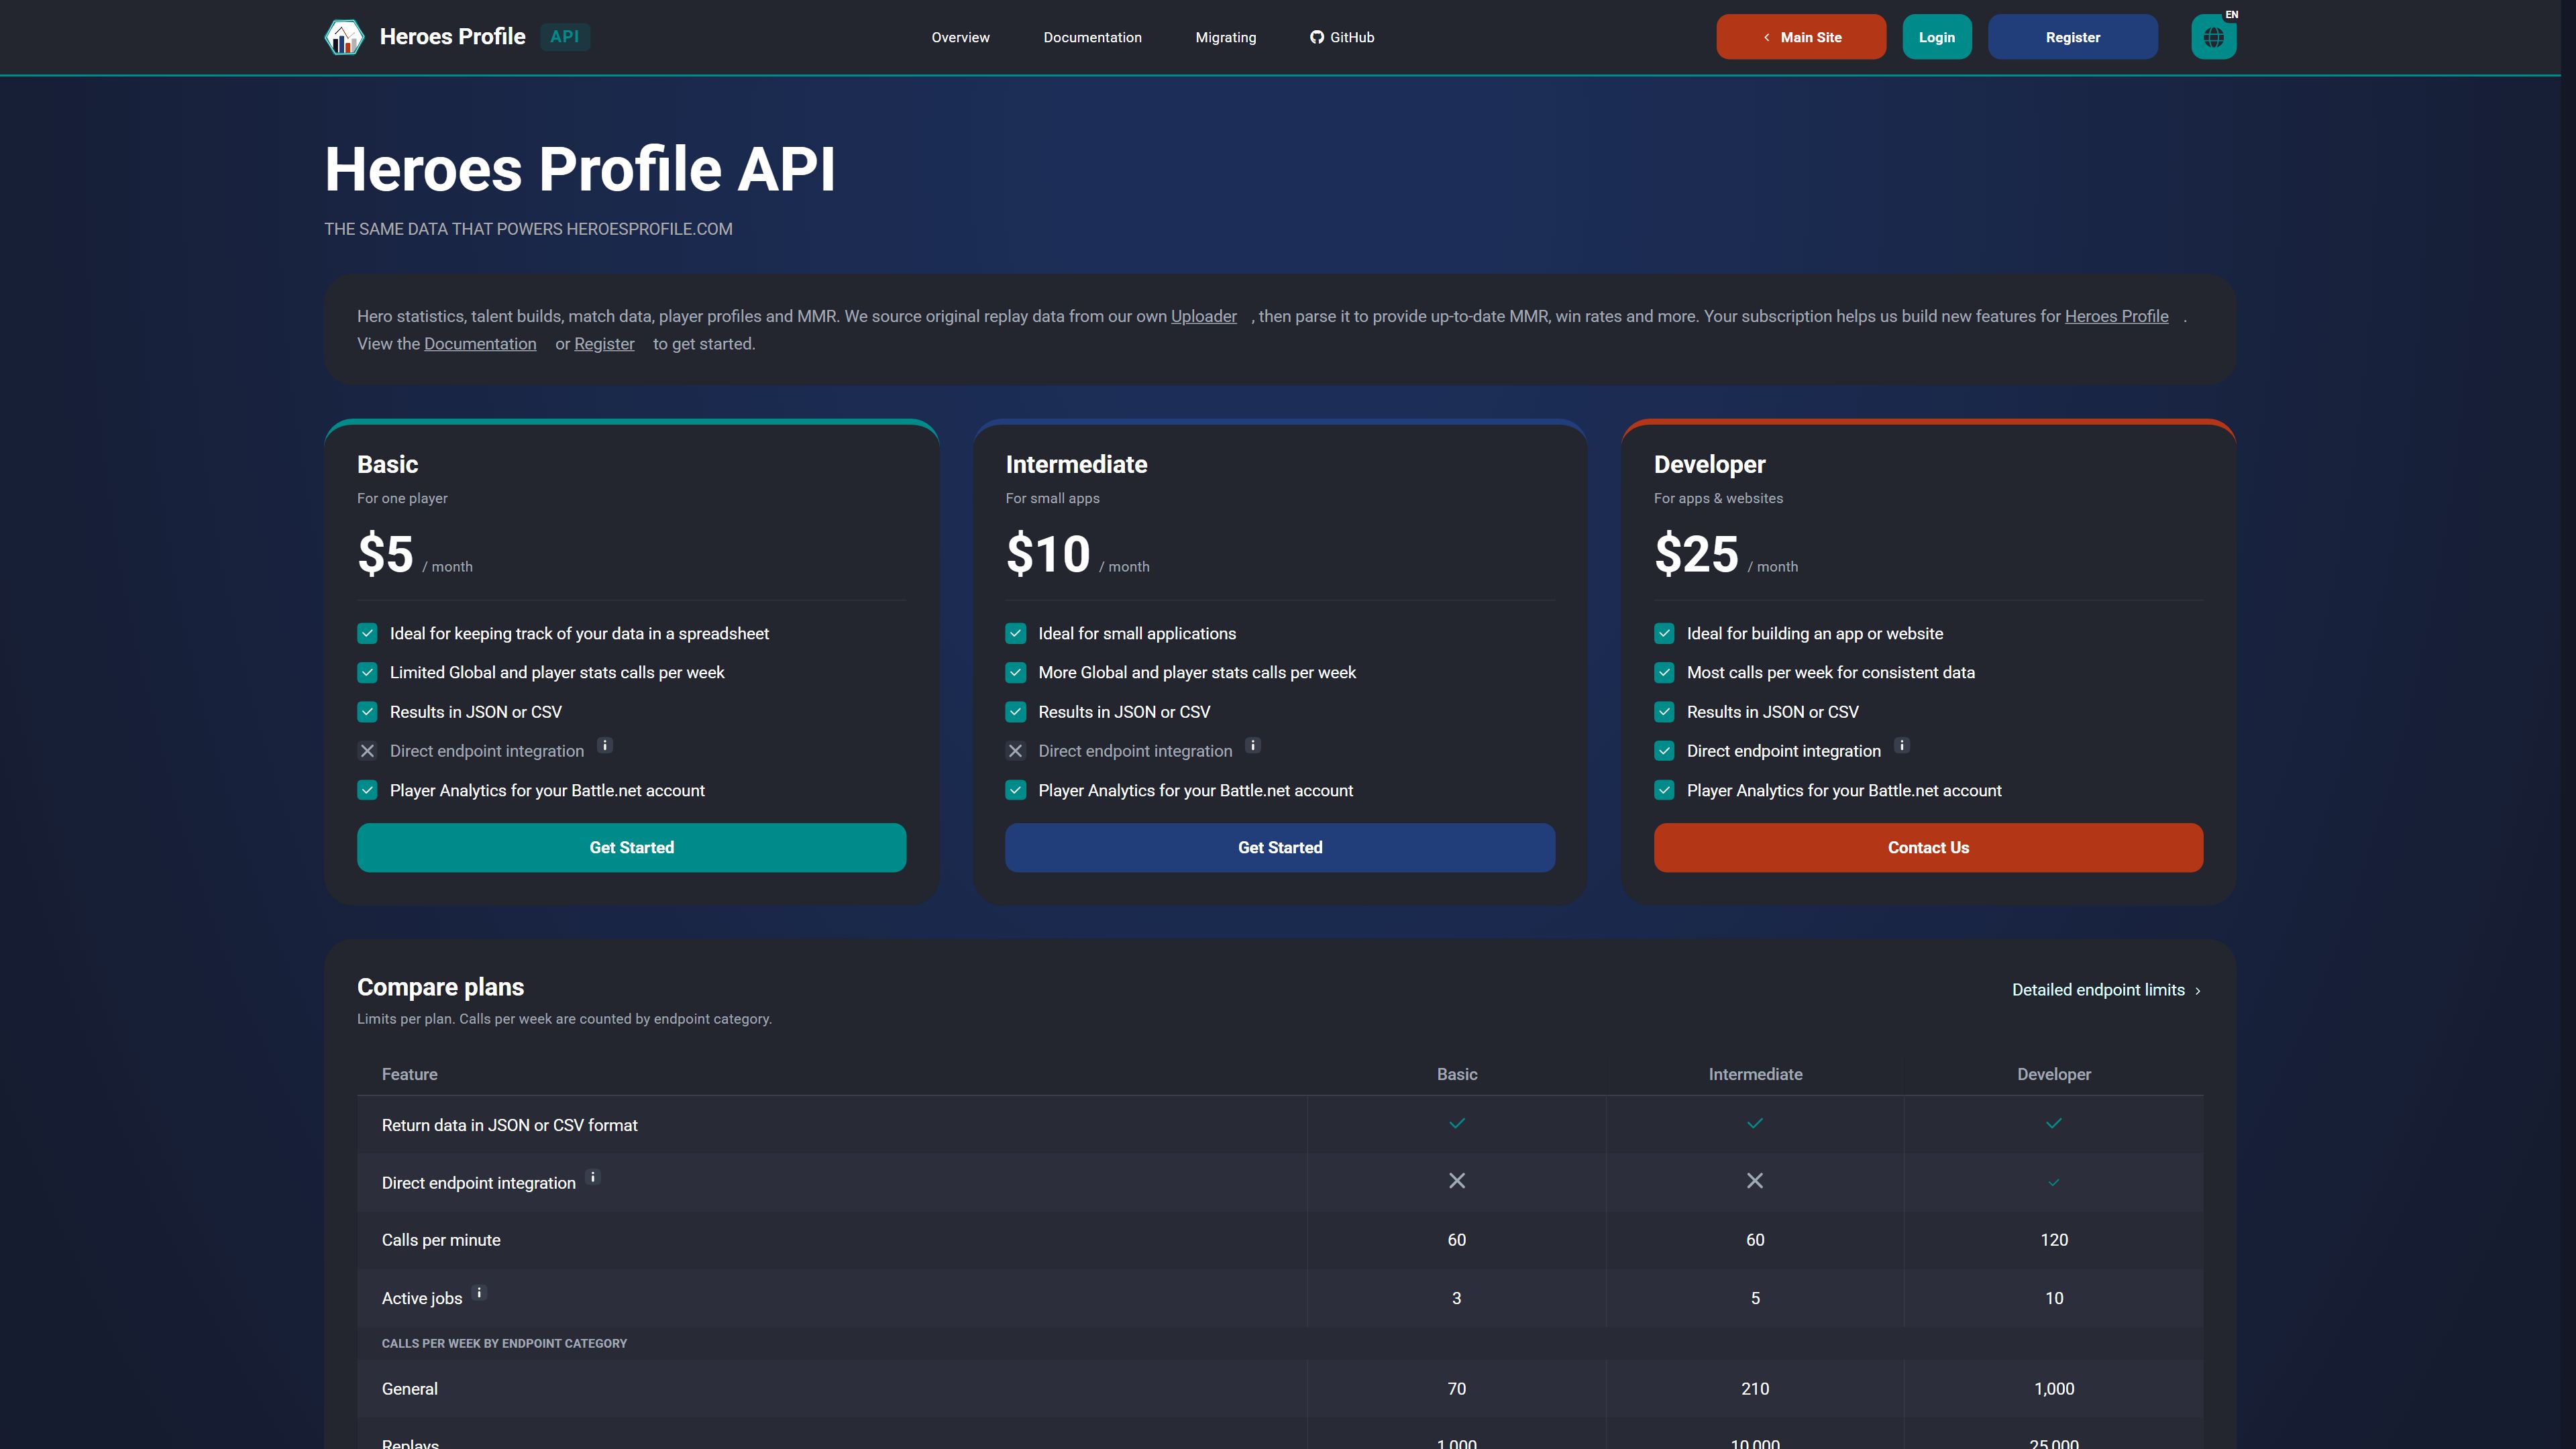 Heroes Profile API
Overview
Documentation
Migrating
GitHub
Main Site
Login
Register
EN
Heroes Profile API
THE SAME DATA THAT POWERS HEROESPROFILE.COM
Hero statistics, talent builds, match data, player profiles and MMR. We source original replay data from our own Uploader , then parse it to provide up-to-date MMR, win rates and more. Your subscription helps us build new features for Heroes Profile .
View the Documentation or Register to get started.
Basic
For one player
$5 / month
Ideal for keeping track of your data in a spreadsheet
Limited Global and player stats calls per week
Results in JSON or CSV
Direct endpoint integration i
Player Analytics for your Battle.net account
Get Started
Intermediate
For small apps
$10 / month
Ideal for small applications
More Global and player stats calls per week
Results in JSON or CSV
Direct endpoint integration i
Player Analytics for your Battle.net account
Get Started
Developer
For apps & websites
$25 / month
Ideal for building an app or website
Most calls per week for consistent data
Results in JSON or CSV
Direct endpoint integration i
Player Analytics for your Battle.net account
Contact Us
Compare plans
Detailed endpoint limits
Limits per plan. Calls per week are counted by endpoint category.
Feature Basic Intermediate Developer
Return data in JSON or CSV format
Direct endpoint integration i
Calls per minute 60 60 120
Active jobs i 3 5 10
CALLS PER WEEK BY ENDPOINT CATEGORY
General 70 210 1,000
Replays 1,000 10,000 25,000